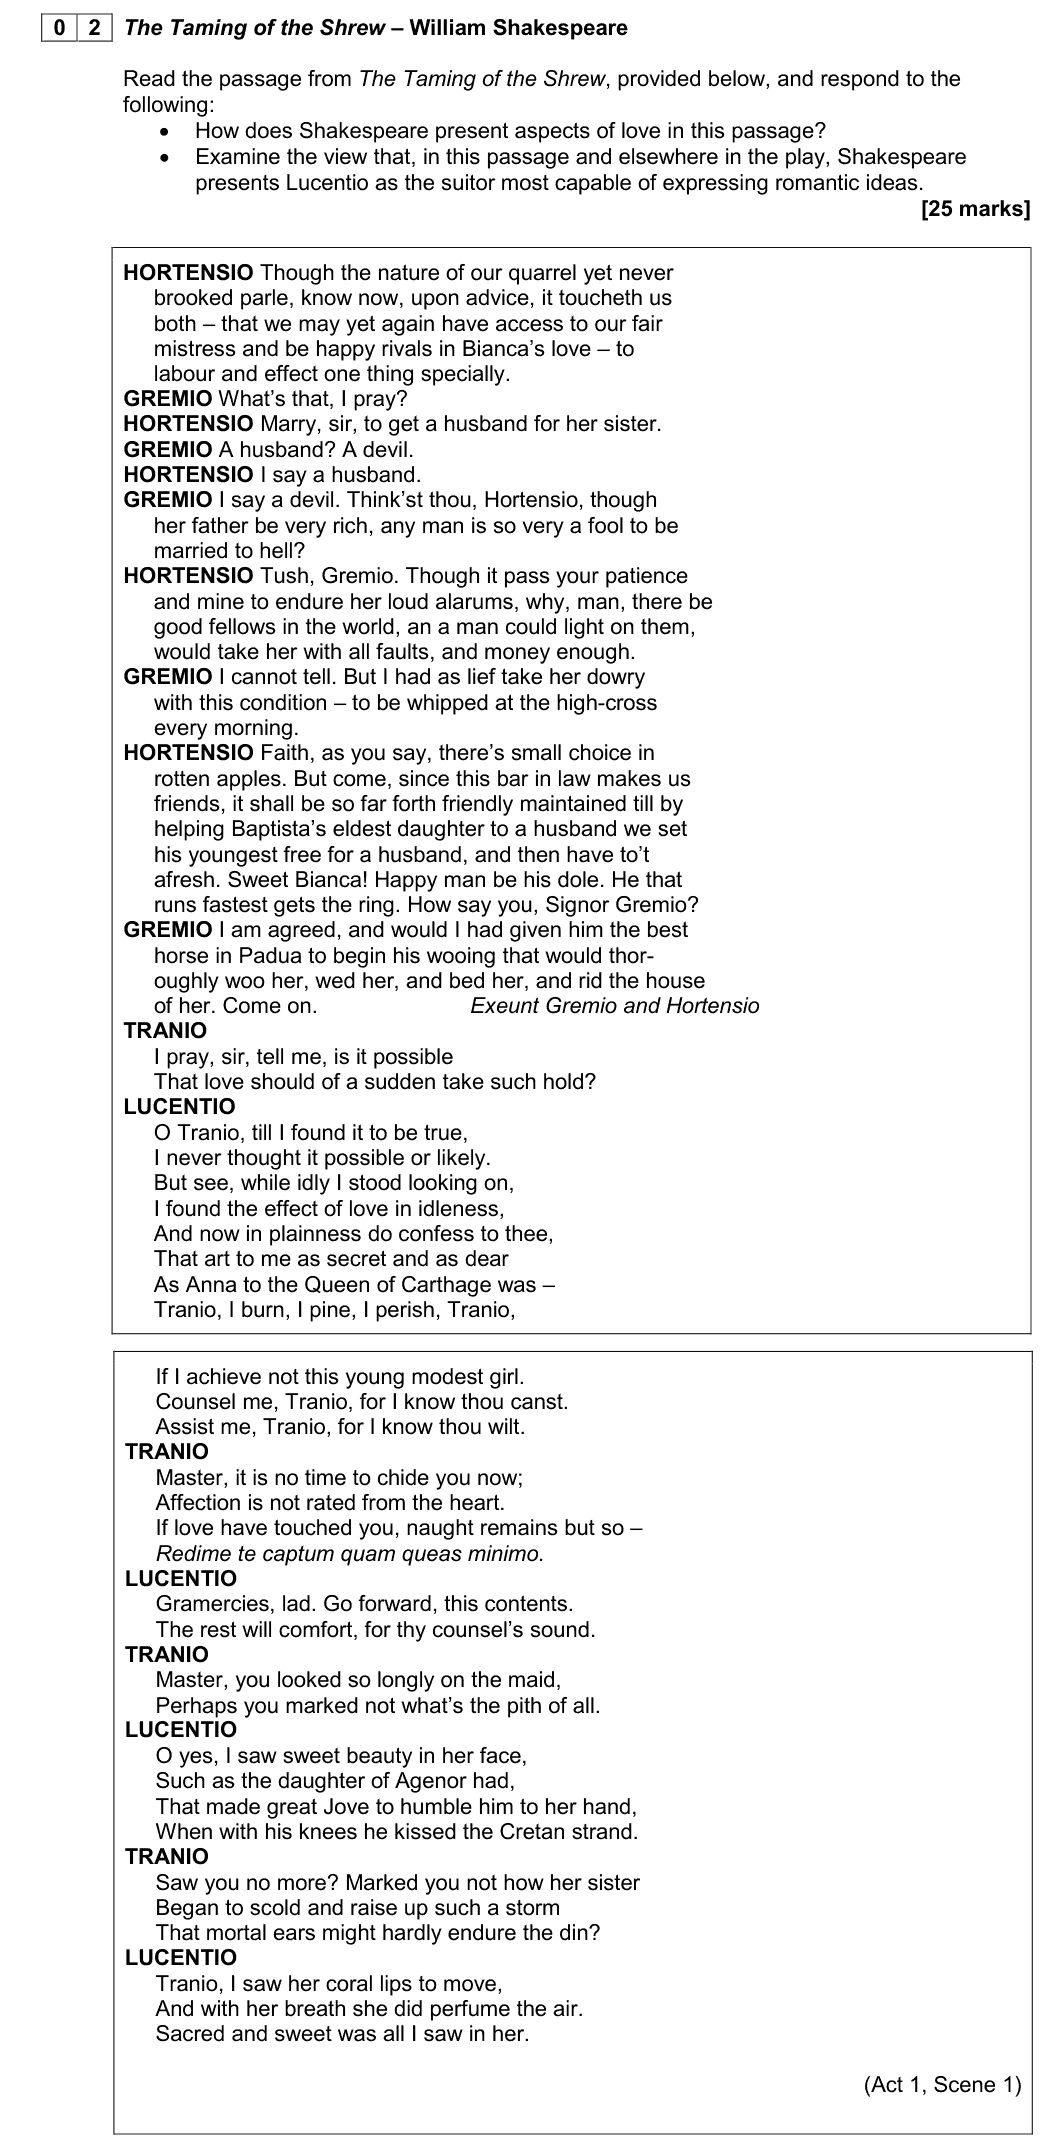 0 2 The Taming of the Shrew – William Shakespeare
Read the passage from The Taming of the Shrew, provided below, and respond to the
following:
• How does Shakespeare present aspects of love in this passage?
• Examine the view that, in this passage and elsewhere in the play, Shakespeare
presents Lucentio as the suitor most capable of expressing romantic ideas.
[25 marks]
HORTENSIO Though the nature of our quarrel yet never
brooked parle, know now, upon advice, it toucheth us
both – that we may yet again have access to our fair
mistress and be happy rivals in Bianca's love – to
labour and effect one thing specially.
GREMIO What's that, I pray?
HORTENSIO Marry, sir, to get a husband for her sister.
GREMIO A husband? A devil.
HORTENSIO I say a husband.
GREMIO I say a devil. Think'st thou, Hortensio, though
her father be very rich, any man is so very a fool to be
married to hell?
HORTENSIO Tush, Gremio. Though it pass your patience
and mine to endure her loud alarums, why, man, there be
good fellows in the world, an a man could light on them,
would take her with all faults, and money enough.
GREMIO I cannot tell. But I had as lief take her dowry
with this condition – to be whipped at the high-cross
every morning.
HORTENSIO Faith, as you say, there's small choice in
rotten apples. But come, since this bar in law makes us
friends, it shall be so far forth friendly maintained till by
helping Baptista's eldest daughter to a husband we set
his youngest free for a husband, and then have to't
afresh. Sweet Bianca! Happy man be his dole. He that
runs fastest gets the ring. How say you, Signor Gremio?
GREMIO I am agreed, and would I had given him the best
horse in Padua to begin his wooing that would thor-
oughly woo her, wed her, and bed her, and rid the house
of her. Come on. Exeunt Gremio and Hortensio
TRANIO
I pray, sir, tell me, is it possible
That love should of a sudden take such hold?
LUCENTIO
O Tranio, till I found it to be true,
I never thought it possible or likely.
But see, while idly I stood looking on,
I found the effect of love in idleness,
And now in plainness do confess to thee,
That art to me as secret and as dear
As Anna to the Queen of Carthage was –
Tranio, I burn, I pine, I perish, Tranio,
If I achieve not this young modest girl.
Counsel me, Tranio, for I know thou canst.
Assist me, Tranio, for I know thou wilt.
TRANIO
Master, it is no time to chide you now;
Affection is not rated from the heart.
If love have touched you, naught remains but so –
Redime te captum quam queas minimo.
LUCENTIO
Gramercies, lad. Go forward, this contents.
The rest will comfort, for thy counsel's sound.
TRANIO
Master, you looked so longly on the maid,
Perhaps you marked not what's the pith of all.
LUCENTIO
O yes, I saw sweet beauty in her face,
Such as the daughter of Agenor had,
That made great Jove to humble him to her hand,
When with his knees he kissed the Cretan strand.
TRANIO
Saw you no more? Marked you not how her sister
Began to scold and raise up such a storm
That mortal ears might hardly endure the din?
LUCENTIO
Tranio, I saw her coral lips to move,
And with her breath she did perfume the air.
Sacred and sweet was all I saw in her.
(Act 1, Scene 1)